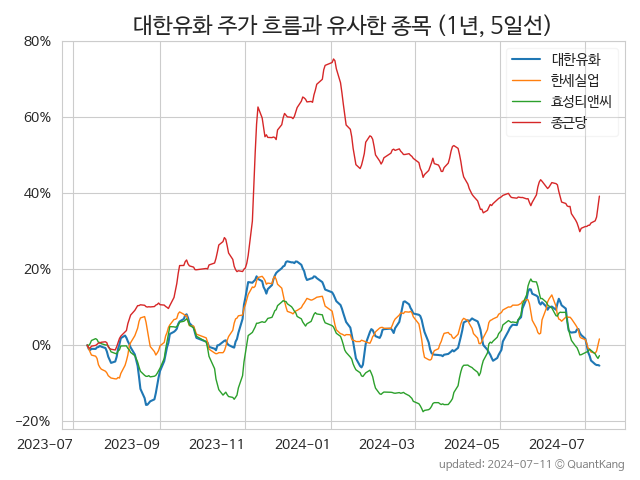 대한유화 주가 흐름과 유사한 종목 (1년, 5일선)
80%
60%
40%
20%
0%
−20%
대한유화
한세실업
효성티앤씨
종근당
2023-07 2023-09 2023-11 2024-01 2024-03 2024-05 2024-07
updated: 2024-07-11 © QuantKang